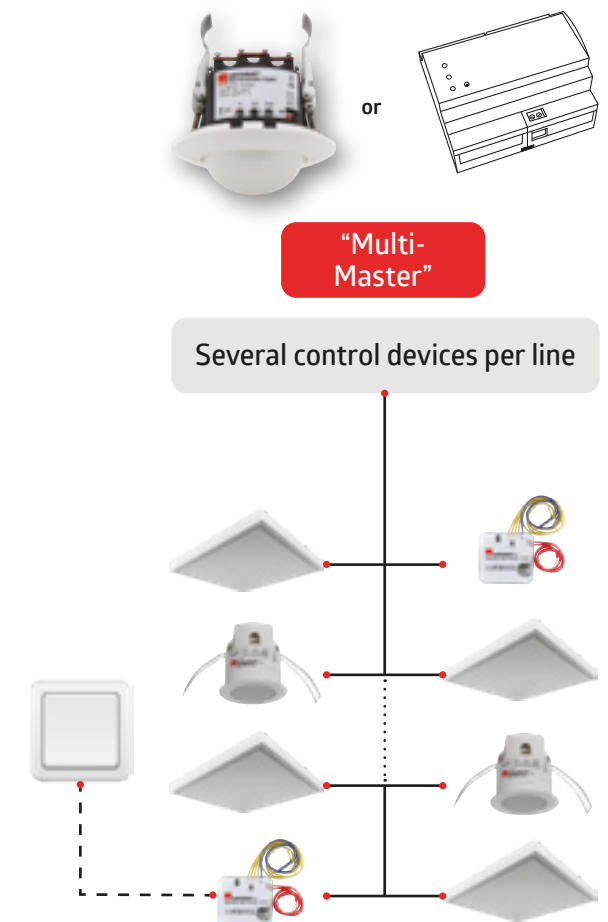 or
“Multi-
Master”
Several control devices per line